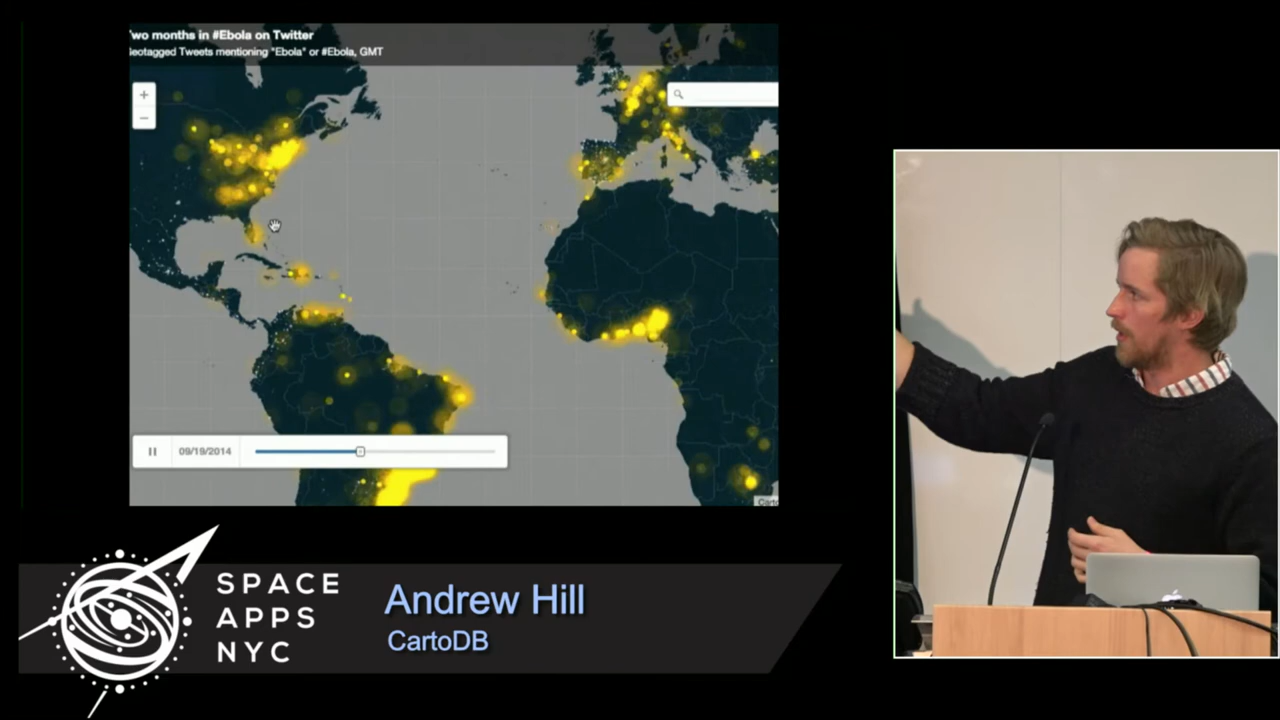 Two months in #Ebola on Twitter
Geotagged Tweets mentioning "Ebola" or #Ebola, GMT
+
−
09/19/2014
Cart
SPACE
APPS
NYC
Andrew Hill
CartoDB